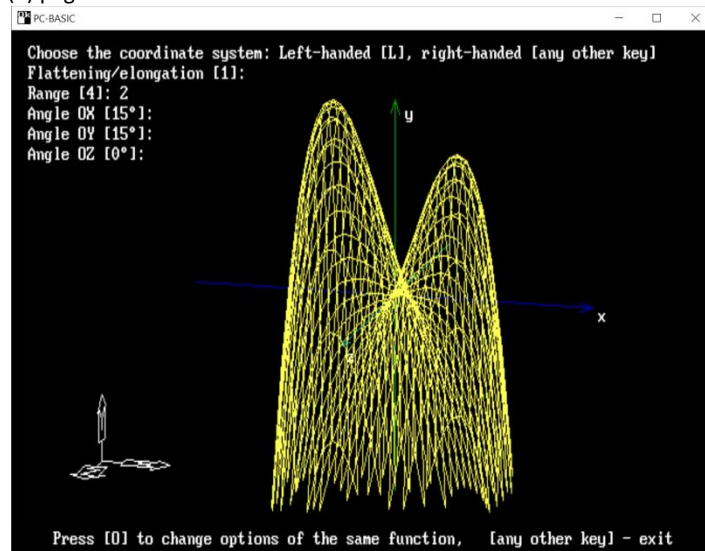 PC-BASIC
Choose the coordinate system: Left-handed [L], right-handed [any other key]
Flattening/elongation [1]:
Range [4]: 2
Angle OX [15°]:
Angle OY [15°]:
Angle OZ [0°]:
y
x
z
Press [O] to change options of the same function, [any other key] - exit